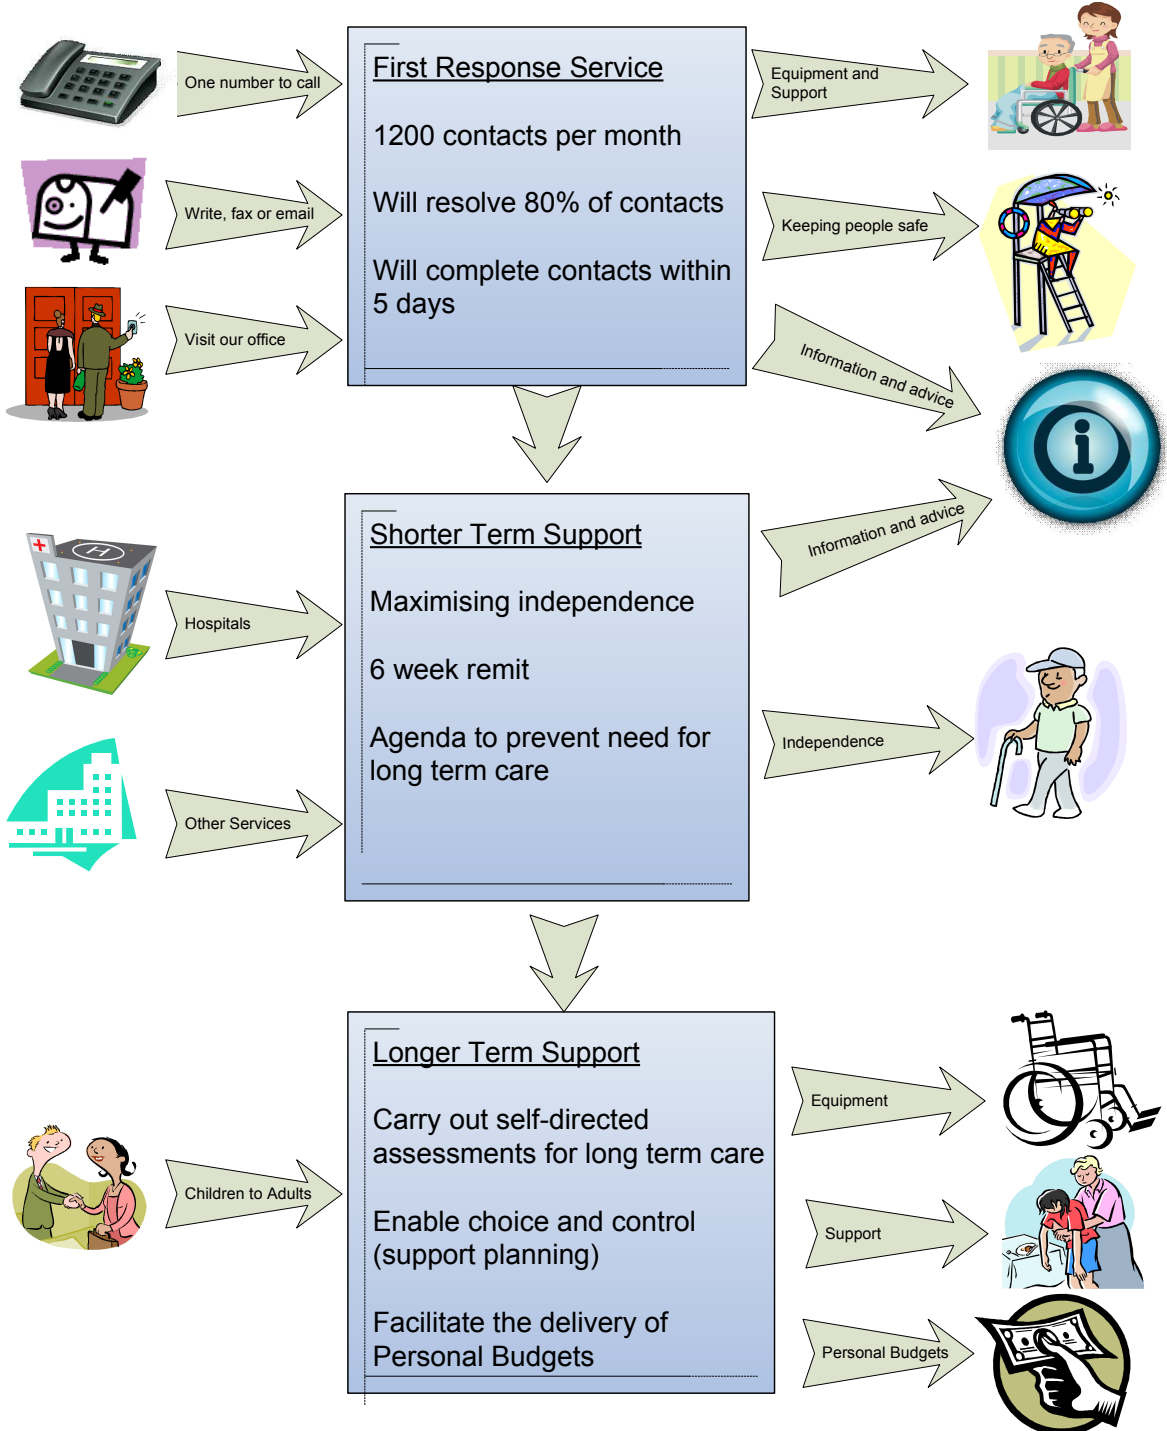 One number to call
Write, fax or email
Visit our office
First Response Service
1200 contacts per month
Will resolve 80% of contacts
Will complete contacts within
5 days
Equipment and
Support
Keeping people safe
Information and advice
i
Hospitals
Other Services
H
Shorter Term Support
Maximising independence
6 week remit
Agenda to prevent need for
long term care
Information and advice
Independence
Children to Adults
Longer Term Support
Carry out self-directed
assessments for long term care
Enable choice and control
(support planning)
Facilitate the delivery of
Personal Budgets
Equipment
Support
Personal Budgets